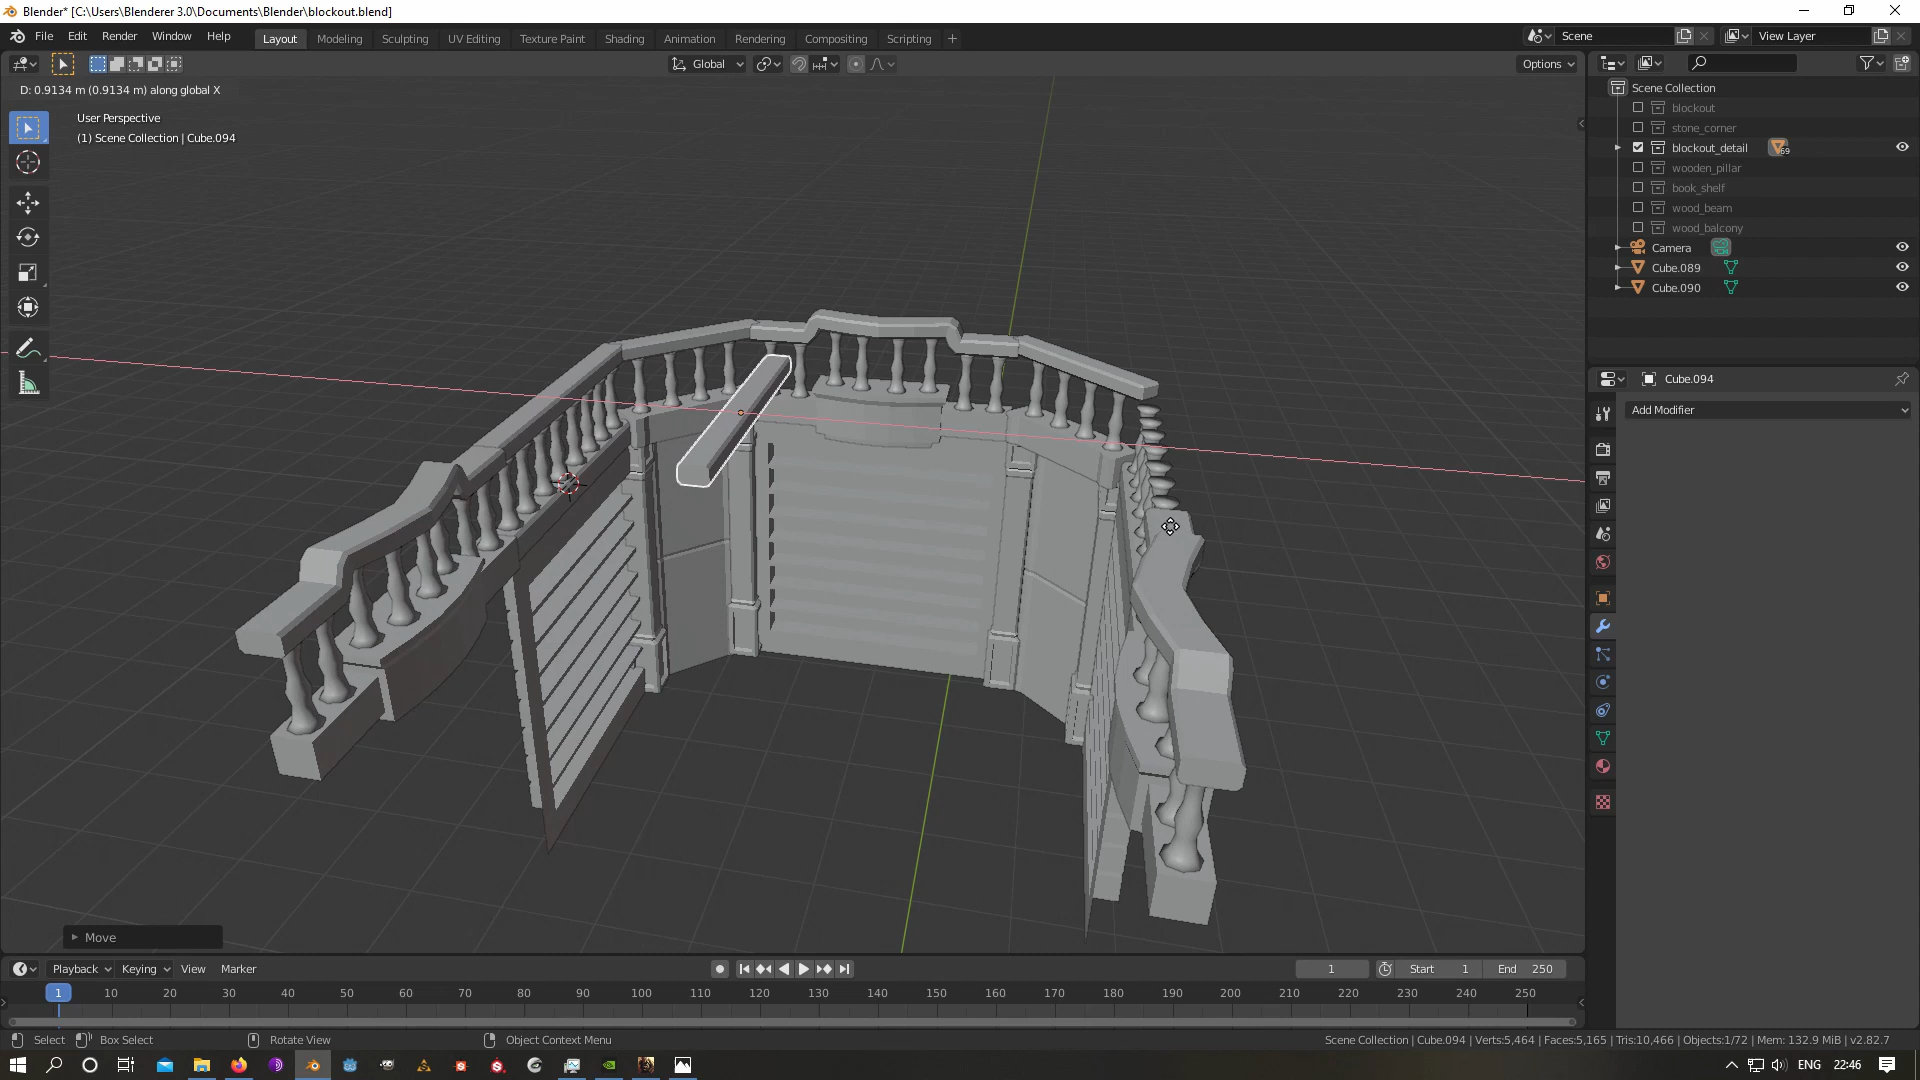 Blender* [C:\Users\Blenderer 3.0\Documents\Blender\blockout.blend]
File Edit Render Window Help Layout Modeling Sculpting UV Editing Texture Paint Shading Animation Rendering Compositing Scripting + Scene View Layer
Global Options
D: 0.9134 m (0.9134 m) along global X
User Perspective
(1) Scene Collection | Cube.094
Scene Collection
blockout
stone_corner
blockout_detail 69
wooden_pillar
book_shelf
wood_beam
wood_balcony
Camera
Cube.089
Cube.090
Cube.094
Add Modifier
Move
Playback Keying View Marker 1 Start 1 End 250
1 10 20 30 40 50 60 70 80 90 100 110 120 130 140 150 160 170 180 190 200 210 220 230 240 250
Select Box Select Rotate View Object Context Menu Scene Collection | Cube.094 | Verts:5,464 | Faces:5,165 | Tris:10,466 | Objects:1/72 | Mem: 132.9 MiB | v2.82.7
ENG 22:46